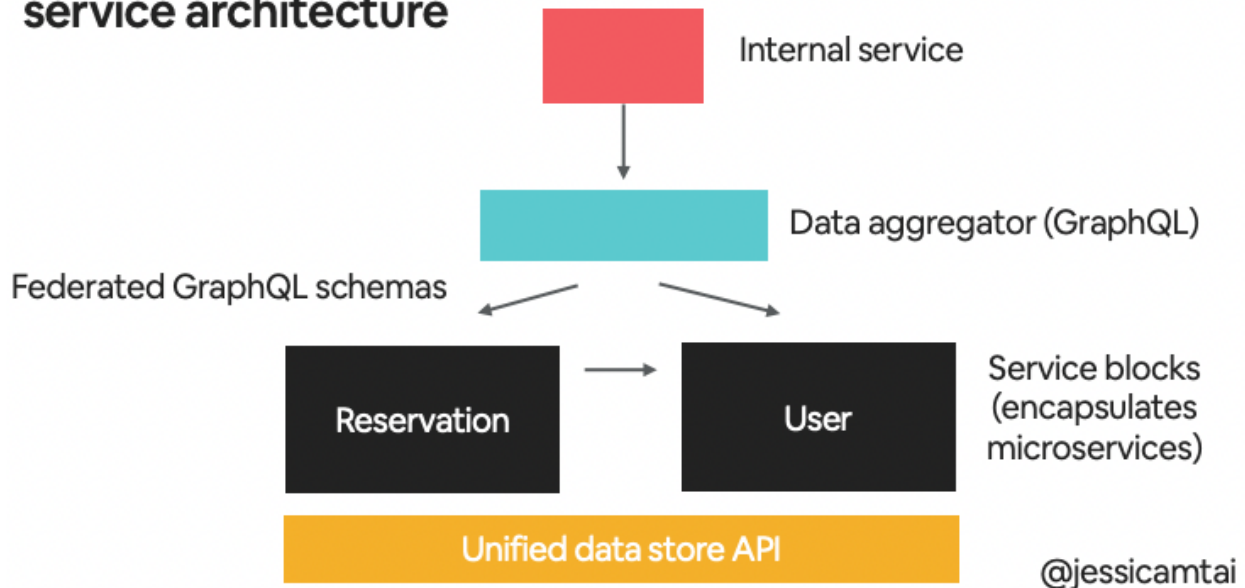 service architecture
Internal service
Data aggregator (GraphQL)
Federated GraphQL schemas
Reservation
User
Service blocks
(encapsulates
microservices)
Unified data store API
@jessicamtai